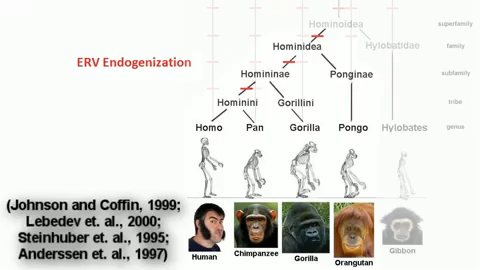 Hominoidea
superfamily
Hominidea
Hylobatidae
family
ERV Endogenization
Homininae
Ponginae
subfamily
Hominini
Gorillini
tribe
Homo
Pan
Gorilla
Pongo
Hylobates
genus
(Johnson and Coffin, 1999;
Lebedev et. al., 2000;
Steinhuber et. al., 1995;
Anderssen et. al., 1997)
Human
Chimpanzee
Gorilla
Orangutan
Gibbon